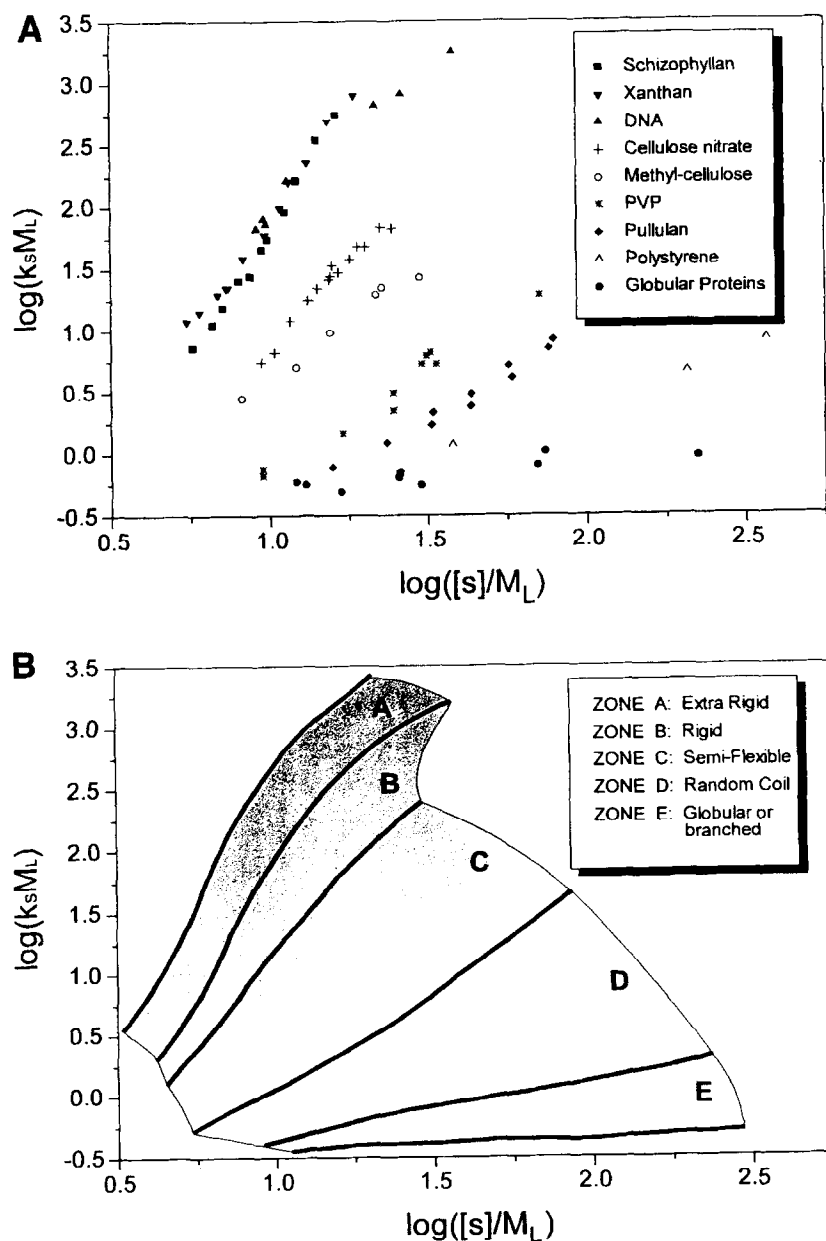 A
3.5
3.0
2.5
2.0
1.5
1.0
0.5
0.0
-0.5
log(ksML)
0.5 1.0 1.5 2.0 2.5
log([s]/ML)
Schizophyllan
Xanthan
DNA
Cellulose nitrate
Methyl-cellulose
PVP
Pullulan
Polystyrene
Globular Proteins
B
3.5
3.0
2.5
2.0
1.5
1.0
0.5
0.0
-0.5
log(ksML)
0.5 1.0 1.5 2.0 2.5
log([s]/ML)
A
B
C
D
E
ZONE A: Extra Rigid
ZONE B: Rigid
ZONE C: Semi-Flexible
ZONE D: Random Coil
ZONE E: Globular or
branched